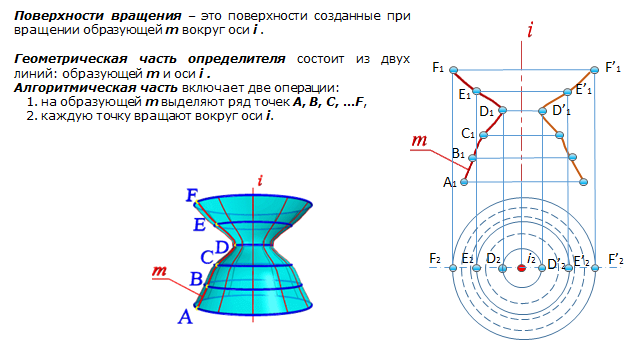 Поверхности вращения – это поверхности созданные при
вращении образующей m вокруг оси i .
Геометрическая часть определителя состоит из двух
линий: образующей m и оси i .
Алгоритмическая часть включает две операции:
1. на образующей m выделяют ряд точек A, B, C, ...F,
2. каждую точку вращают вокруг оси i.
i
F
E
D
C
m
B
A
i
F1 F'1
E1 E'1
D1 D'1
C1
m
B1
A1
F2 E2 D2 i2 D'2 E'2 F'2